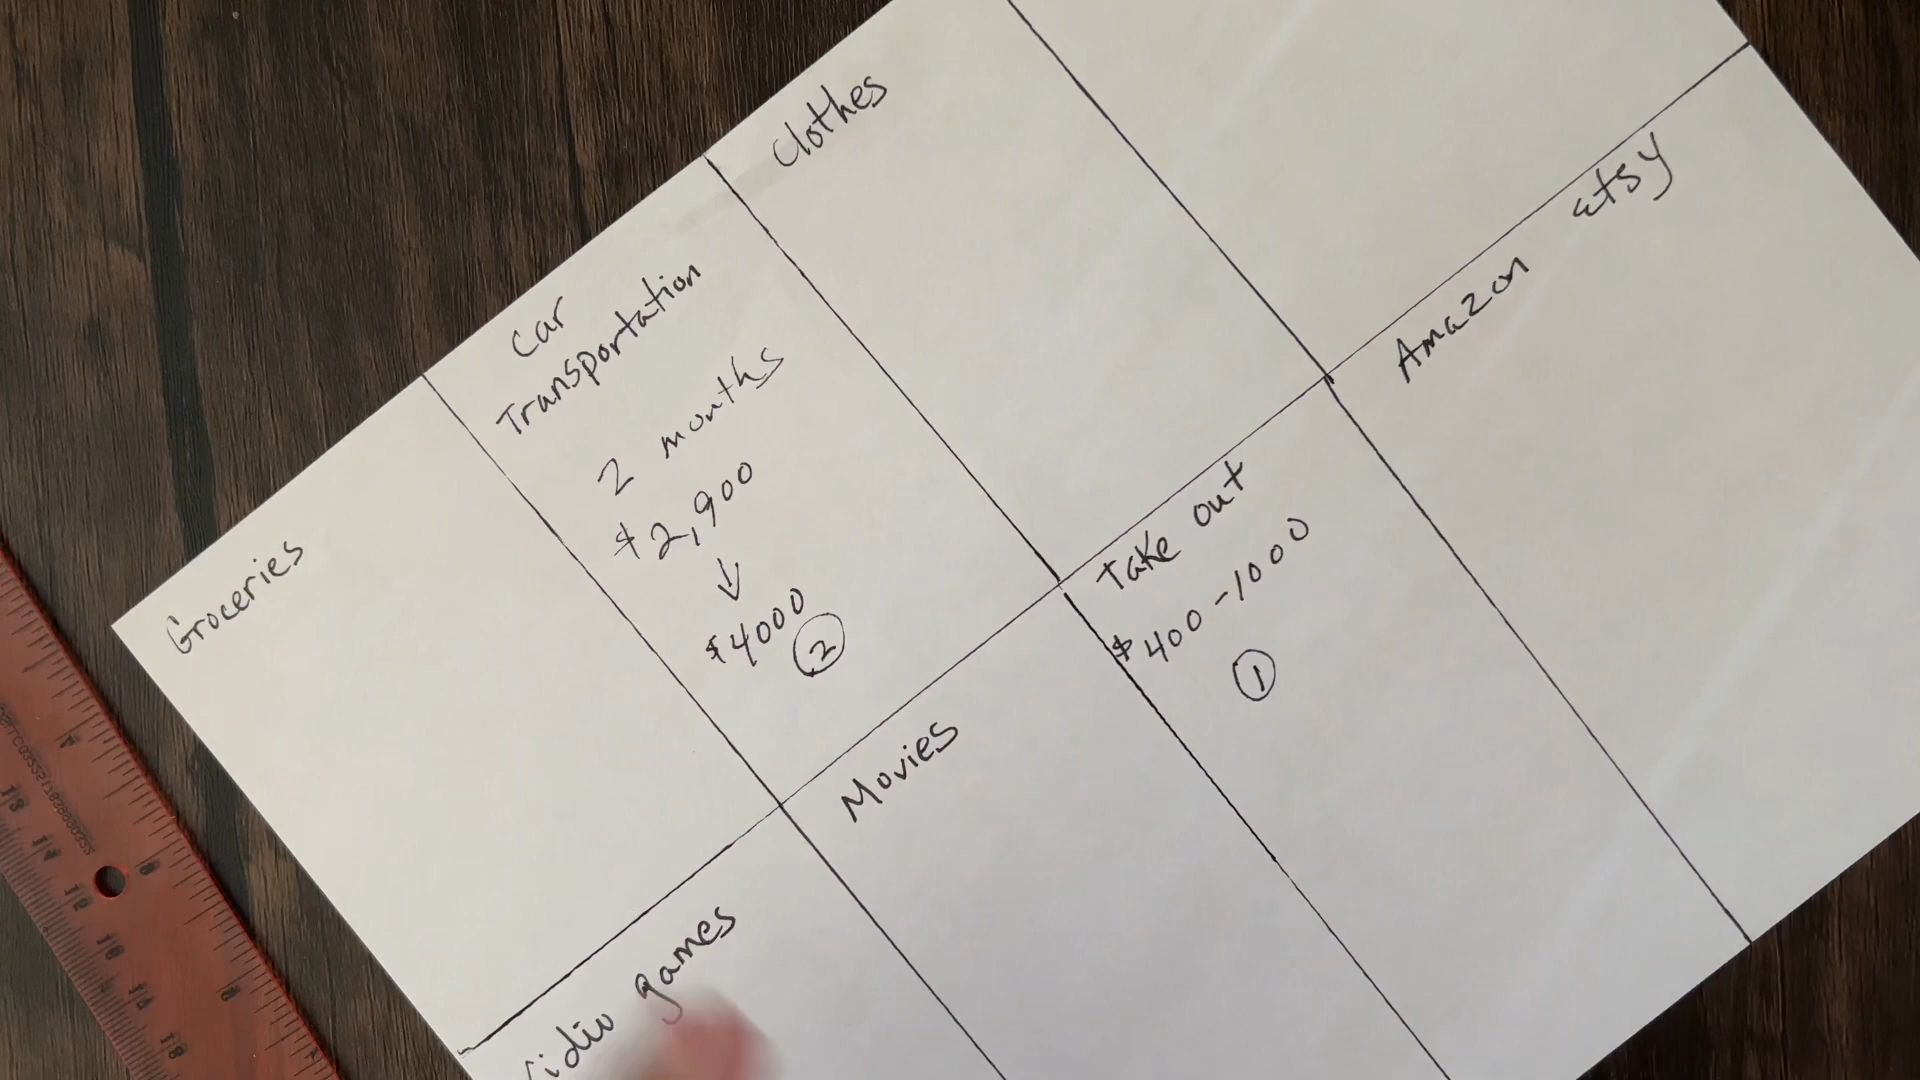 Groceries
Car
Transportation
2 months
$2,900
↓
$4000
2
Clothes
games
Movies
Take out
$400-1000
1
Amazon Etsy